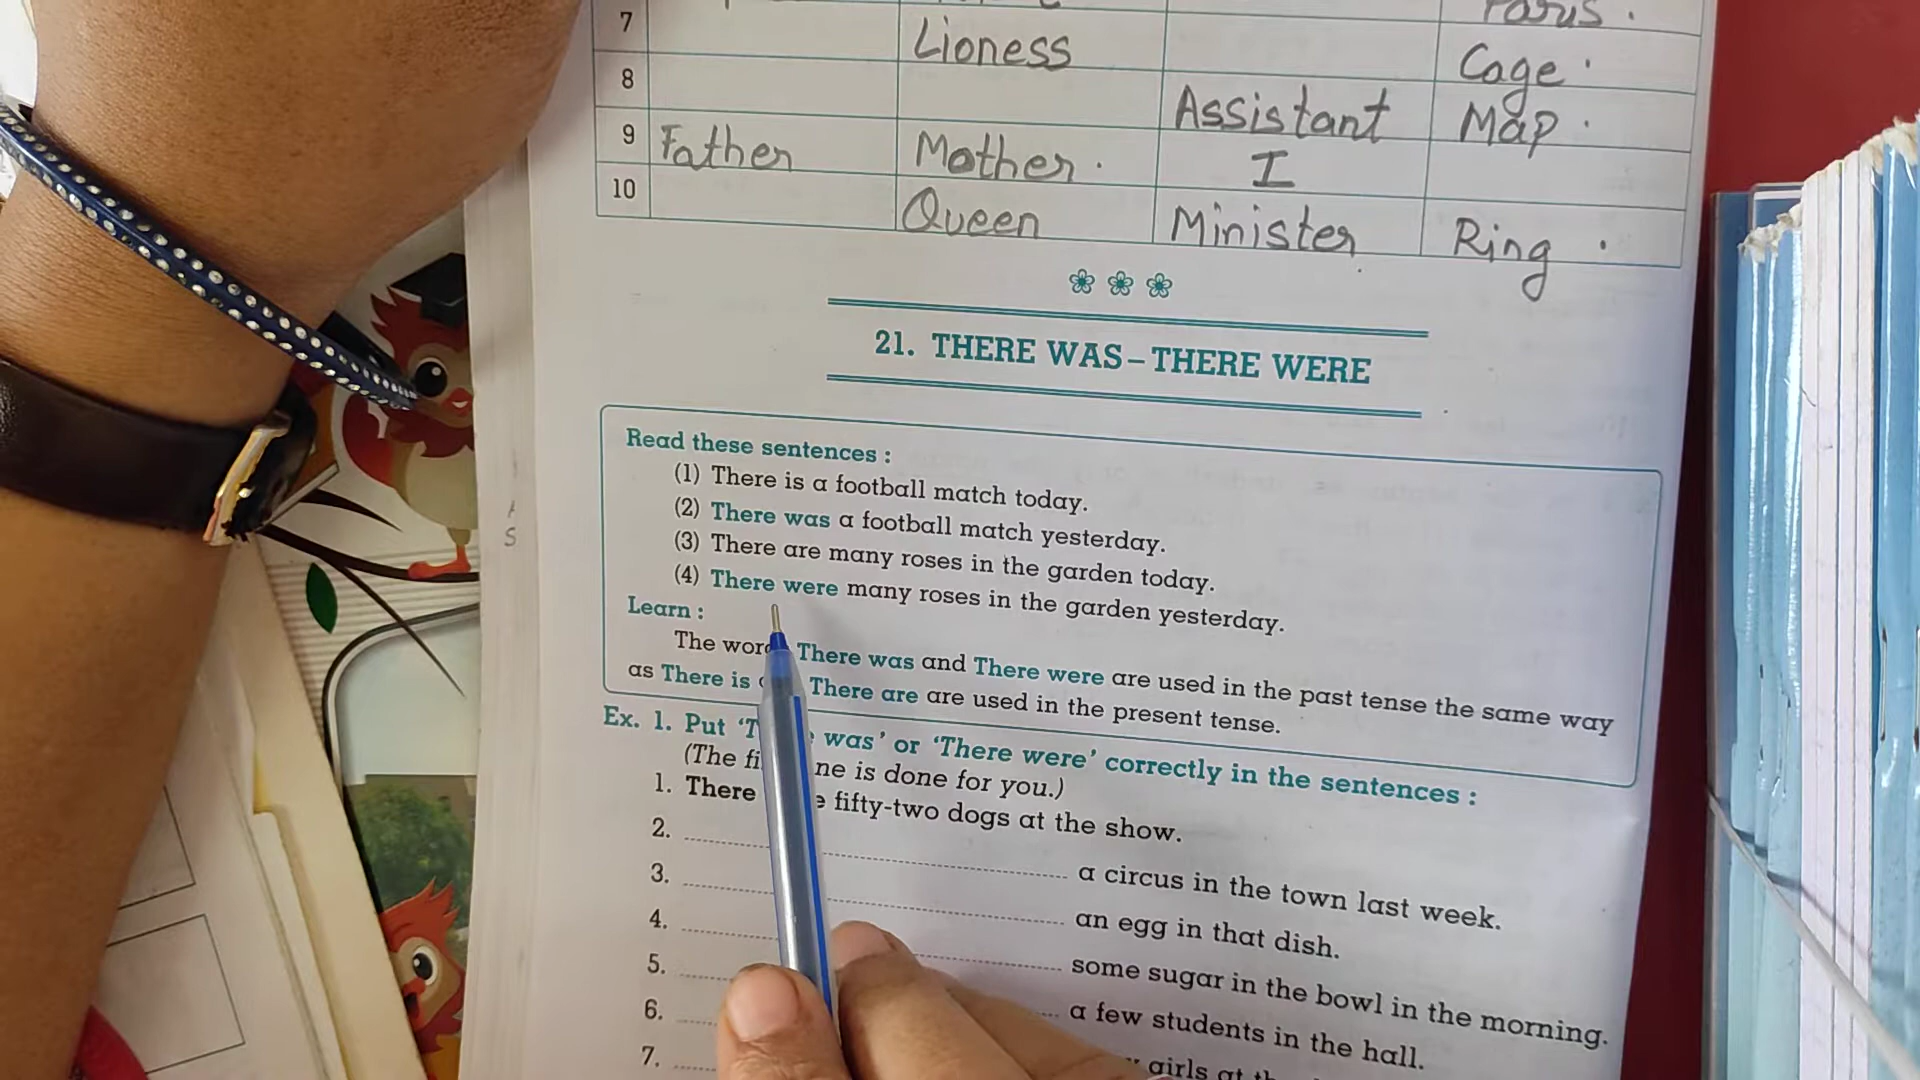 Paris.
7 Lioness Cage.
8 Assistant Map.
9 Father Mother. I
10 Queen Minister Ring.
21. THERE WAS – THERE WERE
Read these sentences :
(1) There is a football match today.
(2) There was a football match yesterday.
(3) There are many roses in the garden today.
(4) There were many roses in the garden yesterday.
Learn :
The There was and There were are used in the past tense the same way
as There is There are are used in the present tense.
Ex. 1. Put was’ or ‘There were’ correctly in the sentences :
(The is done for you.)
1. There fifty-two dogs at the show.
2. a circus in the town last week.
3. an egg in that dish.
4. some sugar in the bowl in the morning.
5. a few students in the hall.
6. girls
7.